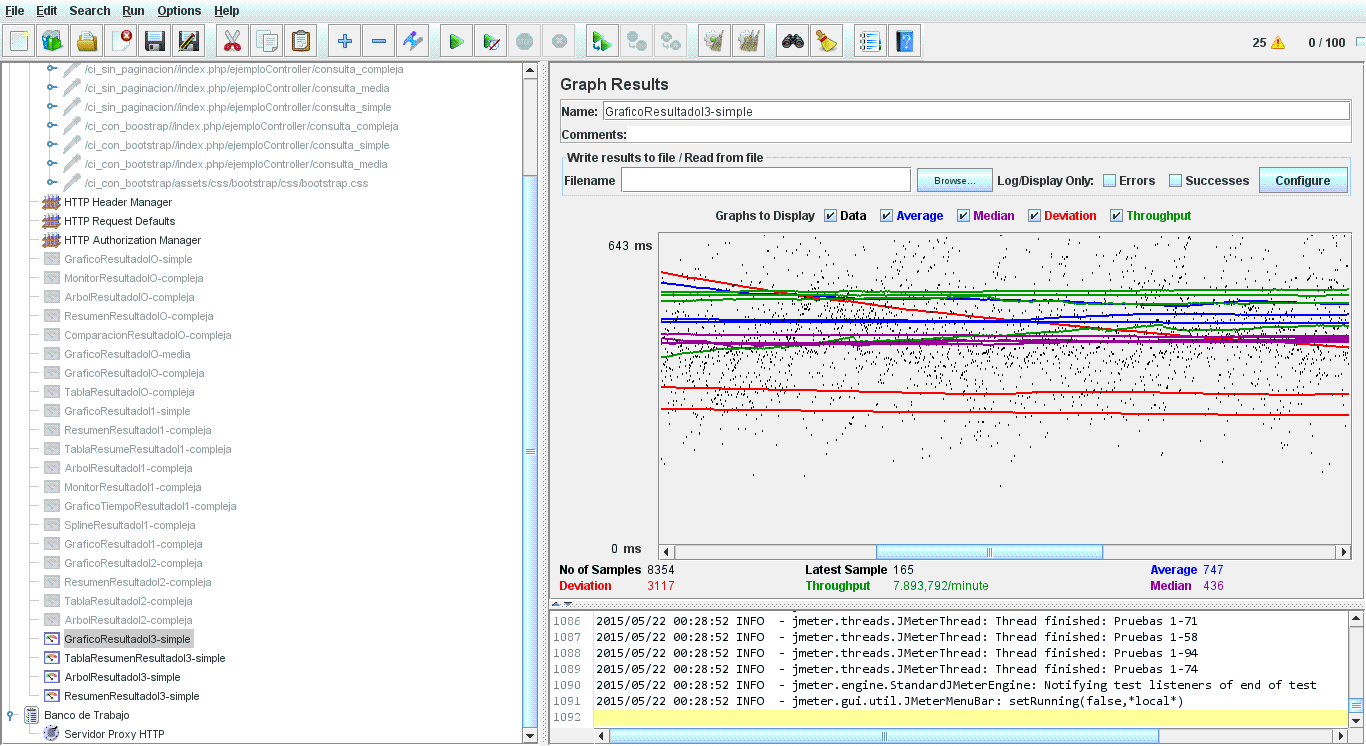 File Edit Search Run Options Help
25 0 / 100
/ci_sin_paginacion//index.php/ejemploController/consulta_compleja
/ci_sin_paginacion//index.php/ejemploController/consulta_media
/ci_sin_paginacion//index.php/ejemploController/consulta_simple
/ci_con_boostrap//index.php/ejemploController/consulta_compleja
/ci_con_bootstrap//index.php/ejemploController/consulta_simple
/ci_con_bootstrap//index.php/ejemploController/consulta_media
/ci_con_bootstrap/assets/css/bootstrap/css/bootstrap.css
HTTP Header Manager
HTTP Request Defaults
HTTP Authorization Manager
GraficoResultadoIO-simple
MonitorResultadoIO-compleja
ArbolResultadoIO-compleja
ResumenResultadoIO-compleja
ComparacionResultadoIO-compleja
GraficoResultadoIO-media
GraficoResultadoIO-compleja
TablaResultadoIO-compleja
GraficoResultadoI1-simple
ResumenResultadoI1-compleja
TablaResumeResultadoI1-compleja
ArbolResultadoI1-compleja
MonitorResultadoI1-compleja
GraficoTiempoResultadoI1-compleja
SplineResultadoI1-compleja
GraficoResultadoI1-compleja
GraficoResultadoI2-compleja
ResumenResultadoI2-compleja
TablaResultadoI2-compleja
ArbolResultadoI2-compleja
GraficoResultadoI3-simple
TablaResumenResultadoI3-simple
ArbolResultadoI3-simple
ResumenResultadoI3-simple
Banco de Trabajo
Servidor Proxy HTTP
Graph Results
Name: GraficoResultadoI3-simple
Comments:
Write results to file / Read from file
Filename Browse... Log/Display Only: Errors Successes Configure
Graphs to Display Data Average Median Deviation Throughput
643 ms
0 ms
No of Samples 8354 Latest Sample 165 Average 747
Deviation 3117 Throughput 7.893,792/minute Median 436
1086 2015/05/22 00:28:52 INFO - jmeter.threads.JMeterThread: Thread finished: Pruebas 1-71
1087 2015/05/22 00:28:52 INFO - jmeter.threads.JMeterThread: Thread finished: Pruebas 1-58
1088 2015/05/22 00:28:52 INFO - jmeter.threads.JMeterThread: Thread finished: Pruebas 1-94
1089 2015/05/22 00:28:52 INFO - jmeter.threads.JMeterThread: Thread finished: Pruebas 1-74
1090 2015/05/22 00:28:52 INFO - jmeter.engine.StandardJMeterEngine: Notifying test listeners of end of test
1091 2015/05/22 00:28:52 INFO - jmeter.gui.util.JMeterMenuBar: setRunning(false,*local*)
1092